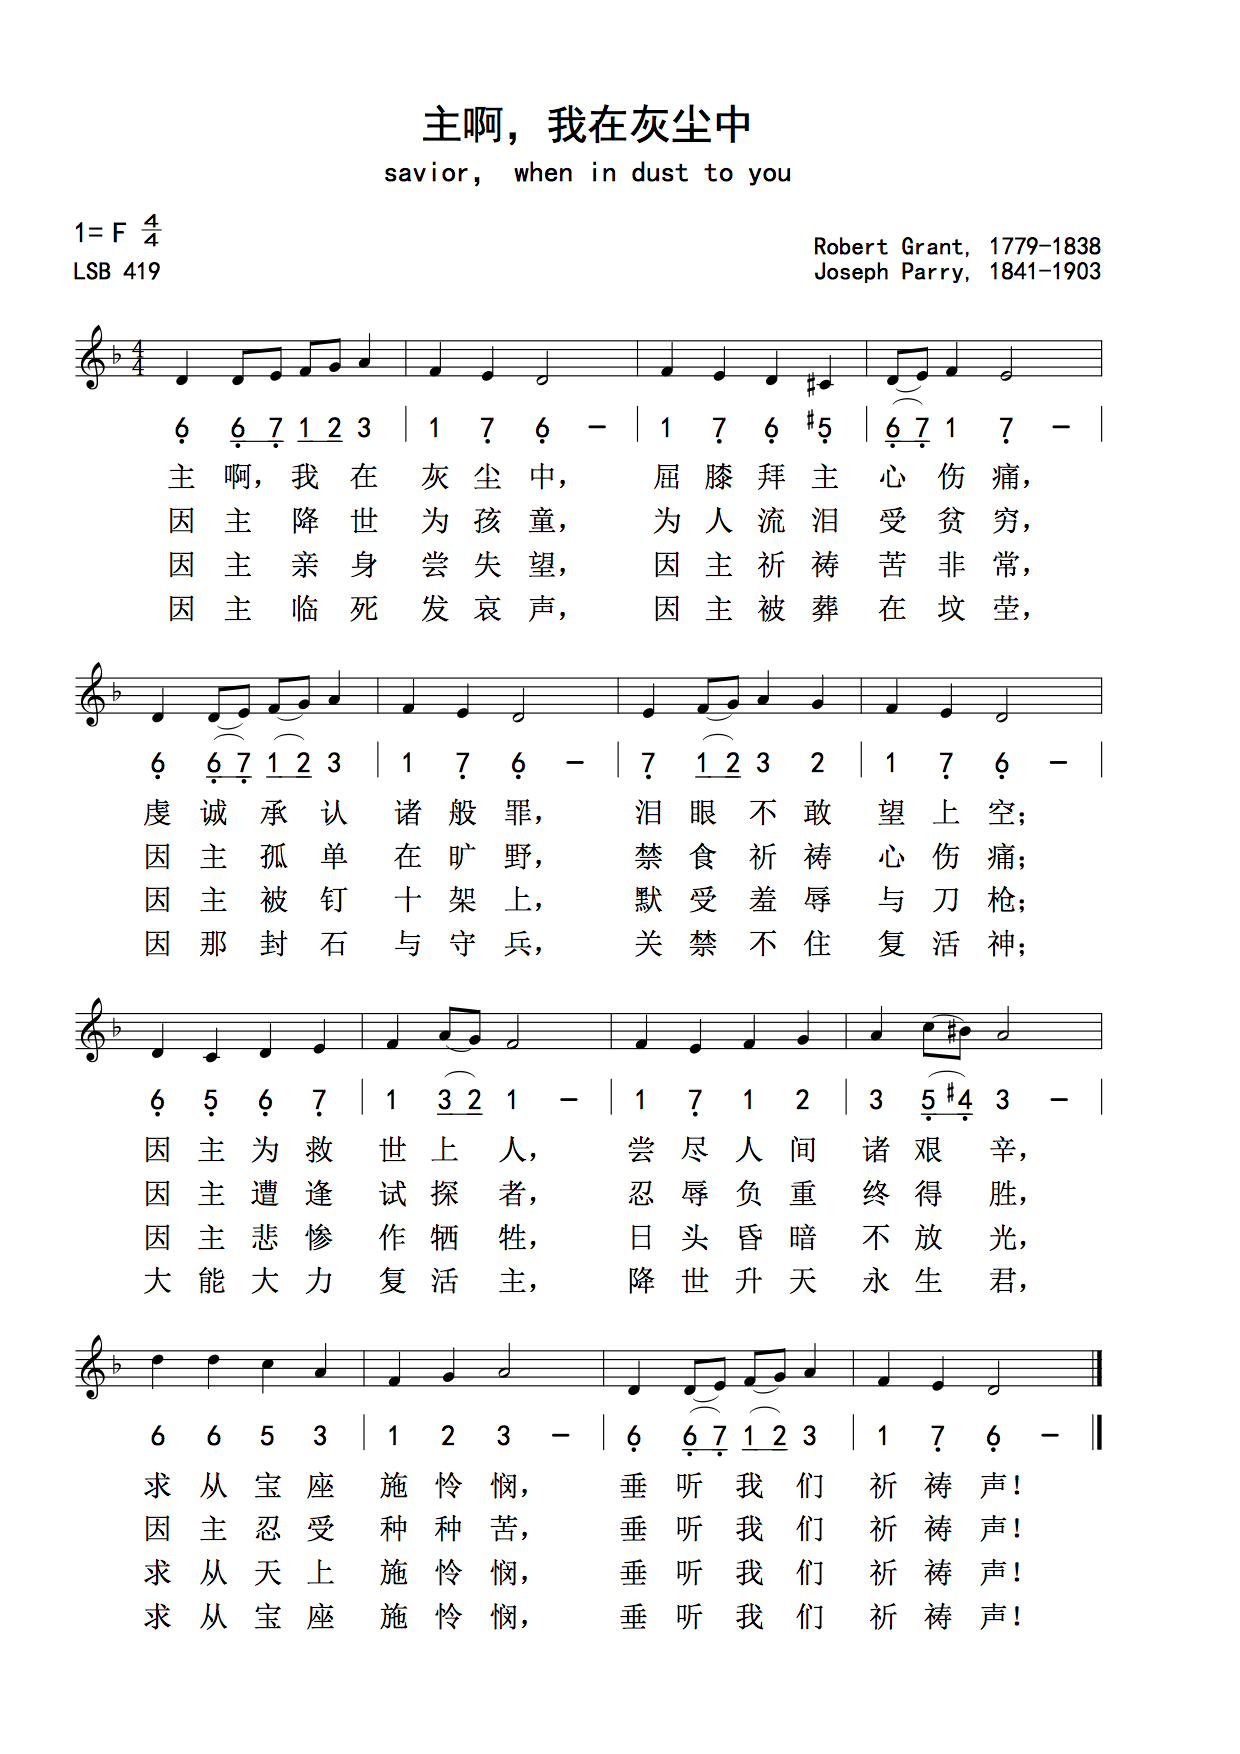 主啊，我在灰尘中
savior， when in dust to you
1= F 4/4
LSB 419
Robert Grant, 1779-1838
Joseph Parry, 1841-1903
6 6 7 1 2 3 | 1 7 6 - | 1 7 6 #5 | 6 7 1 7 - |
主 啊， 我 在 灰 尘 中， 屈 膝 拜 主 心 伤 痛，
因 主 降 世 为 孩 童， 为 人 流 泪 受 贫 穷，
因 主 亲 身 尝 失 望， 因 主 祈 祷 苦 非 常，
因 主 临 死 发 哀 声， 因 主 被 葬 在 坟 茔，
6 6 7 1 2 3 | 1 7 6 - | 7 1 2 3 2 | 1 7 6 - |
虔 诚 承 认 诸 般 罪， 泪 眼 不 敢 望 上 空；
因 主 孤 单 在 旷 野， 禁 食 祈 祷 心 伤 痛；
因 主 被 钉 十 架 上， 默 受 羞 辱 与 刀 枪；
因 那 封 石 与 守 兵， 关 禁 不 住 复 活 神；
6 5 6 7 | 1 3 2 1 - | 1 7 1 2 | 3 5 #4 3 - |
因 主 为 救 世 上 人， 尝 尽 人 间 诸 艰 辛，
因 主 遭 逢 试 探 者， 忍 辱 负 重 终 得 胜，
因 主 悲 惨 作 牺 牲， 日 头 昏 暗 不 放 光，
大 能 大 力 复 活 主， 降 世 升 天 永 生 君，
6 6 5 3 | 1 2 3 - | 6 6 7 1 2 3 | 1 7 6 - ‖
求 从 宝 座 施 怜 悯， 垂 听 我 们 祈 祷 声！
因 主 忍 受 种 种 苦， 垂 听 我 们 祈 祷 声！
求 从 天 上 施 怜 悯， 垂 听 我 们 祈 祷 声！
求 从 宝 座 施 怜 悯， 垂 听 我 们 祈 祷 声！